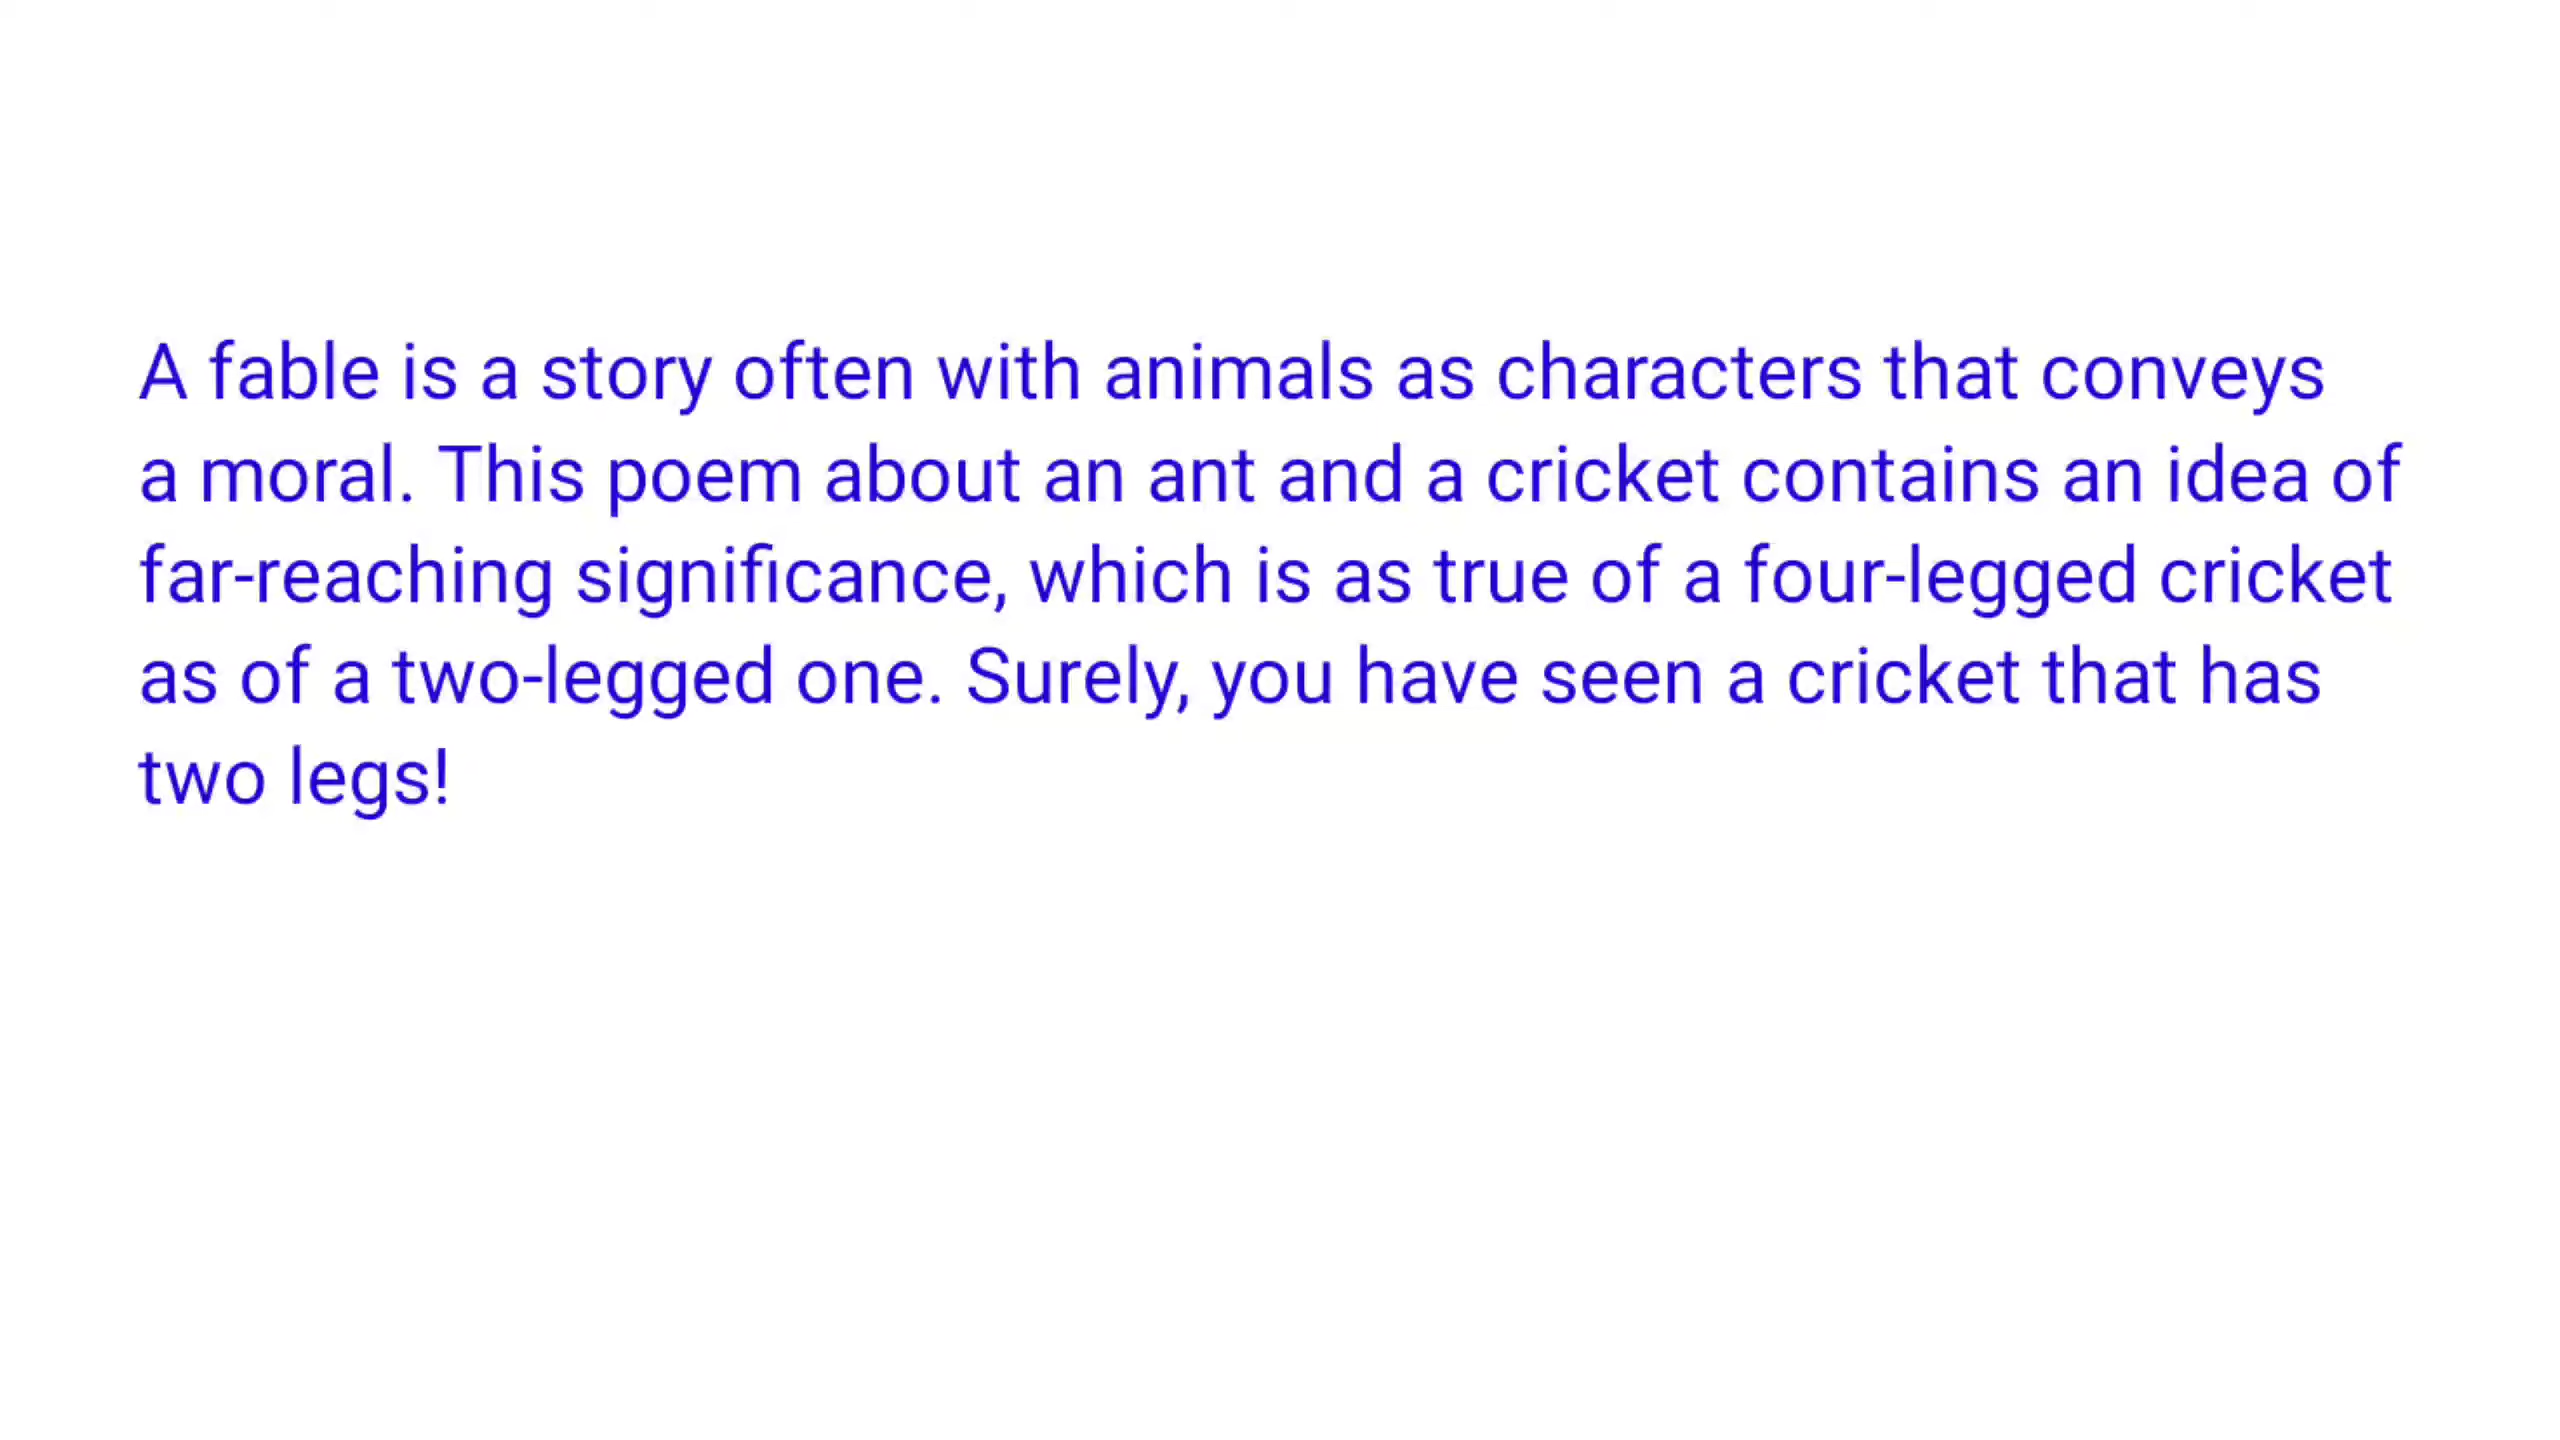 A fable is a story often with animals as characters that conveys
a moral. This poem about an ant and a cricket contains an idea of
far-reaching significance, which is as true of a four-legged cricket
as of a two-legged one. Surely, you have seen a cricket that has
two legs!